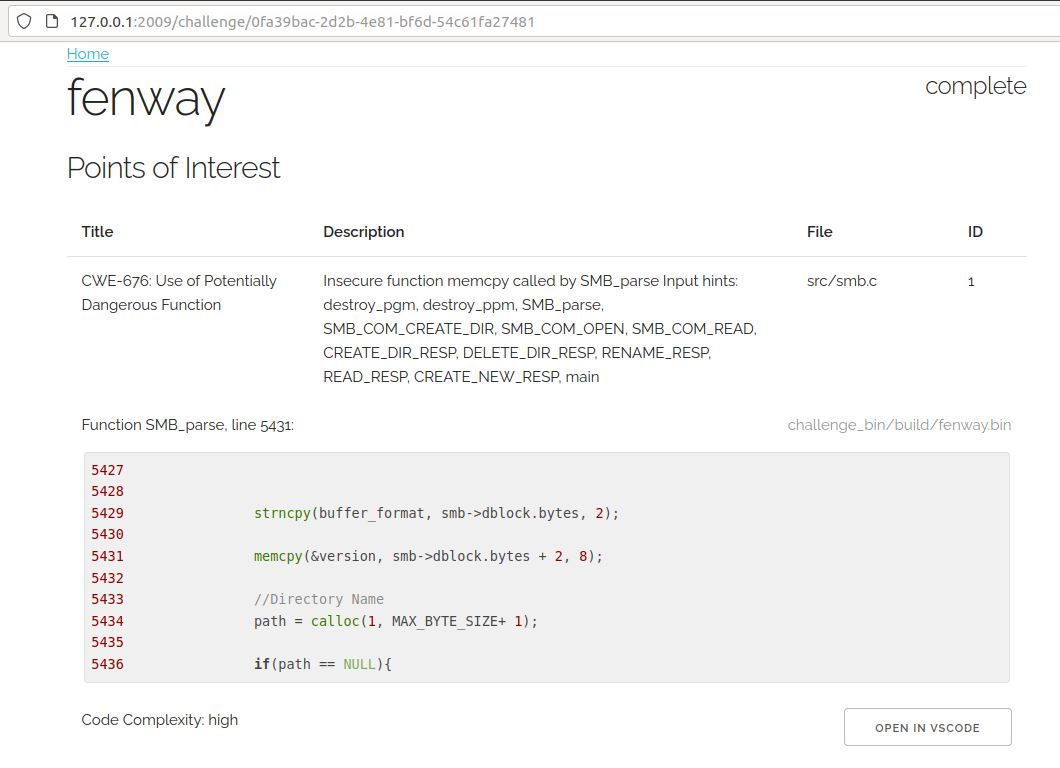 127.0.0.1:2009/challenge/0fa39bac-2d2b-4e81-bf6d-54c61fa27481
Home
fenway
complete
Points of Interest
Title Description File ID
CWE-676: Use of Potentially Insecure function memcpy called by SMB_parse Input hints: src/smb.c 1
Dangerous Function destroy_pgm, destroy_ppm, SMB_parse,
SMB_COM_CREATE_DIR, SMB_COM_OPEN, SMB_COM_READ,
CREATE_DIR_RESP, DELETE_DIR_RESP, RENAME_RESP,
READ_RESP, CREATE_NEW_RESP, main
Function SMB_parse, line 5431: challenge_bin/build/fenway.bin
5427
5428
5429 strncpy(buffer_format, smb->dblock.bytes, 2);
5430
5431 memcpy(&version, smb->dblock.bytes + 2, 8);
5432
5433 //Directory Name
5434 path = calloc(1, MAX_BYTE_SIZE+ 1);
5435
5436 if(path == NULL){
Code Complexity: high
OPEN IN VSCODE